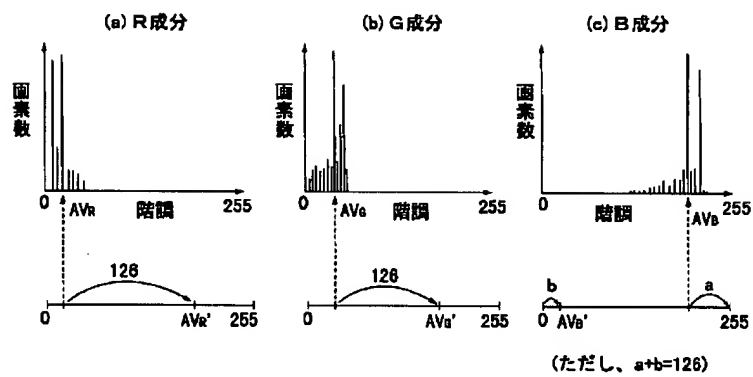 (a) R成分
画素数
0 AVR 階調 255
126
0 AVR' 255
(b) G成分
画素数
0 AVG 階調 255
126
0 AVG' 255
(c) B成分
画素数
0 階調 AVB 255
b a
0 AVB' 255
(ただし、a+b=126)